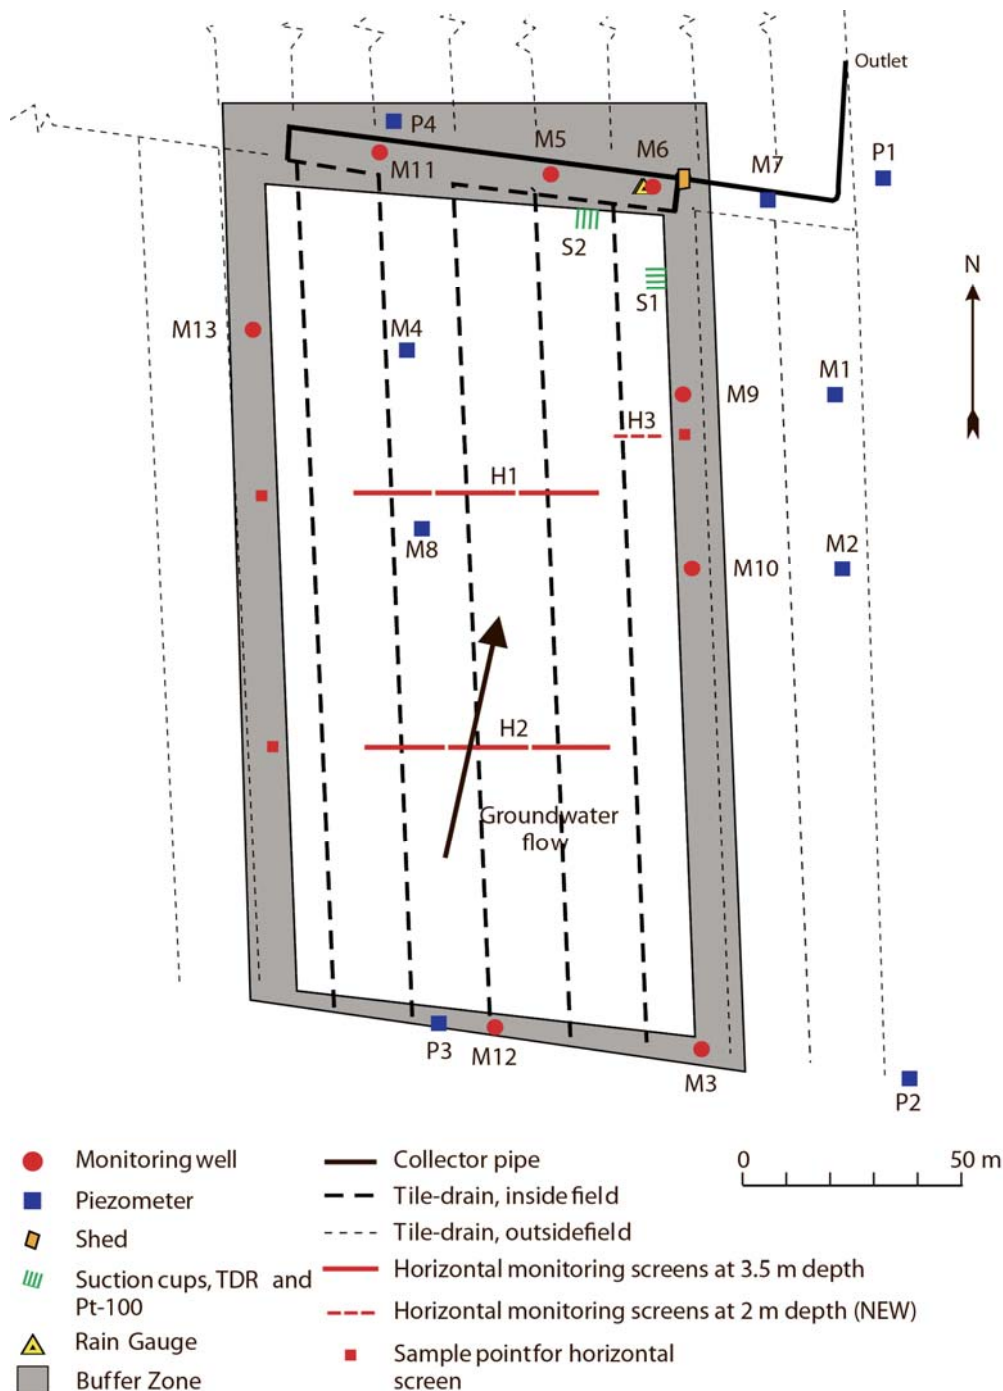 Outlet
P4
M5
M6
M11
M7
P1
S2
N
S1
M13
M4
M1
M9
H3
H1
M8
M10
M2
H2
Groundwater
flow
P3
M12
M3
P2
Monitoring well
Piezometer
Shed
Suction cups, TDR and
Pt-100
Rain Gauge
Buffer Zone
Collector pipe
Tile-drain, inside field
Tile-drain, outsidefield
Horizontal monitoring screens at 3.5 m depth
Horizontal monitoring screens at 2 m depth (NEW)
Sample point for horizontal
screen
0 50 m